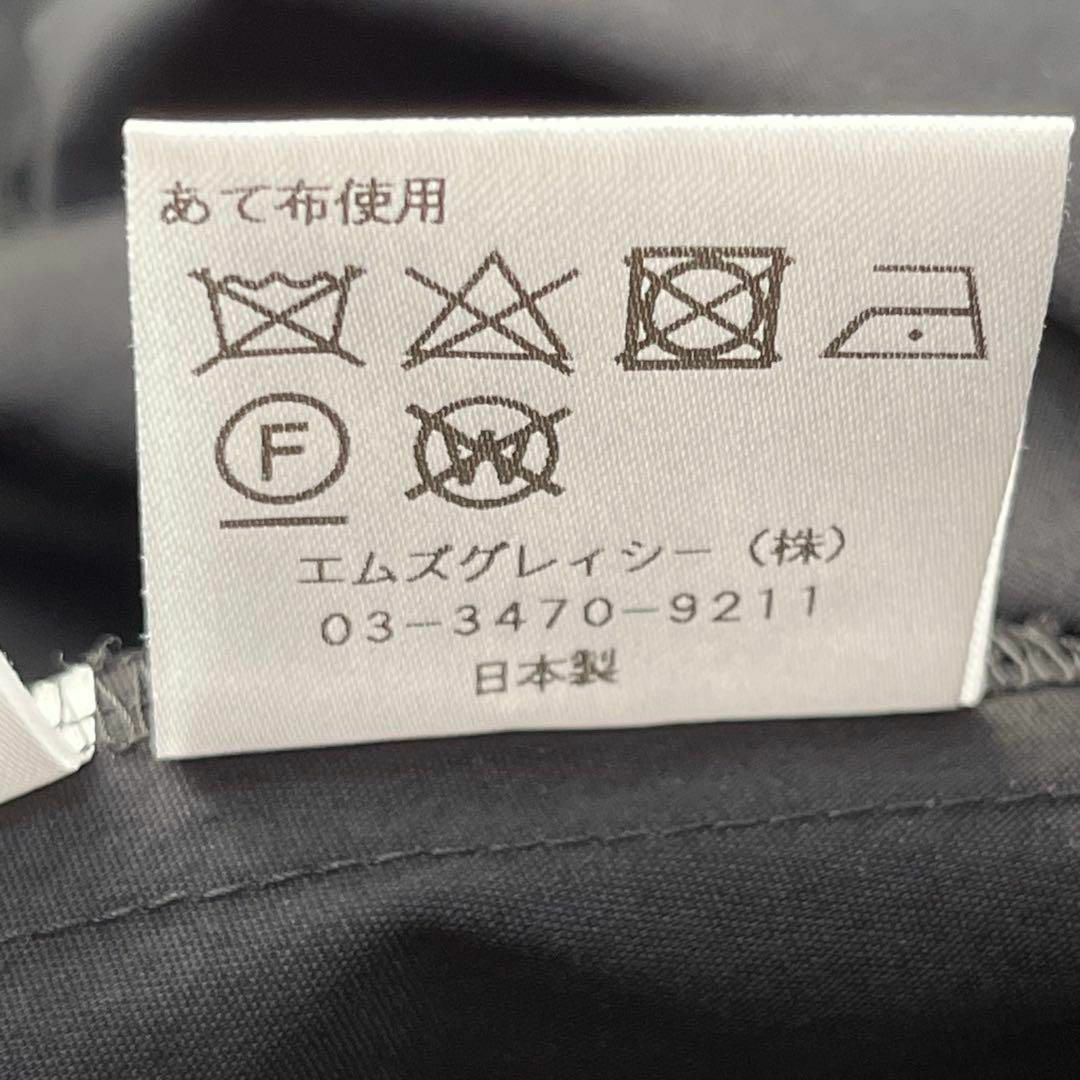 あて布使用
F
W
エムズグレイシー（株）
03-3470-9211
日本製